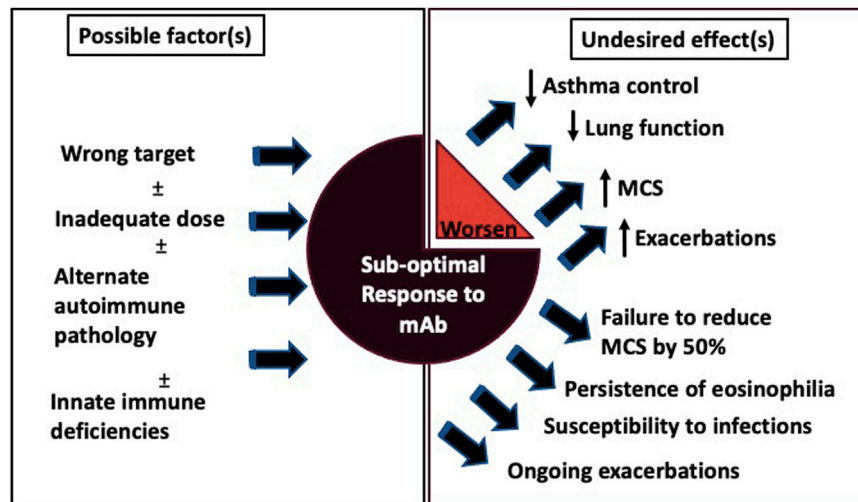 Possible factor(s)
Wrong target
±
Inadequate dose
±
Alternate
autoimmune
pathology
±
Innate immune
deficiencies
Sub-optimal
Response to
mAb
Worsen
Undesired effect(s)
↓ Asthma control
↓ Lung function
↑ MCS
↑ Exacerbations
Failure to reduce
MCS by 50%
Persistence of eosinophilia
Susceptibility to infections
Ongoing exacerbations